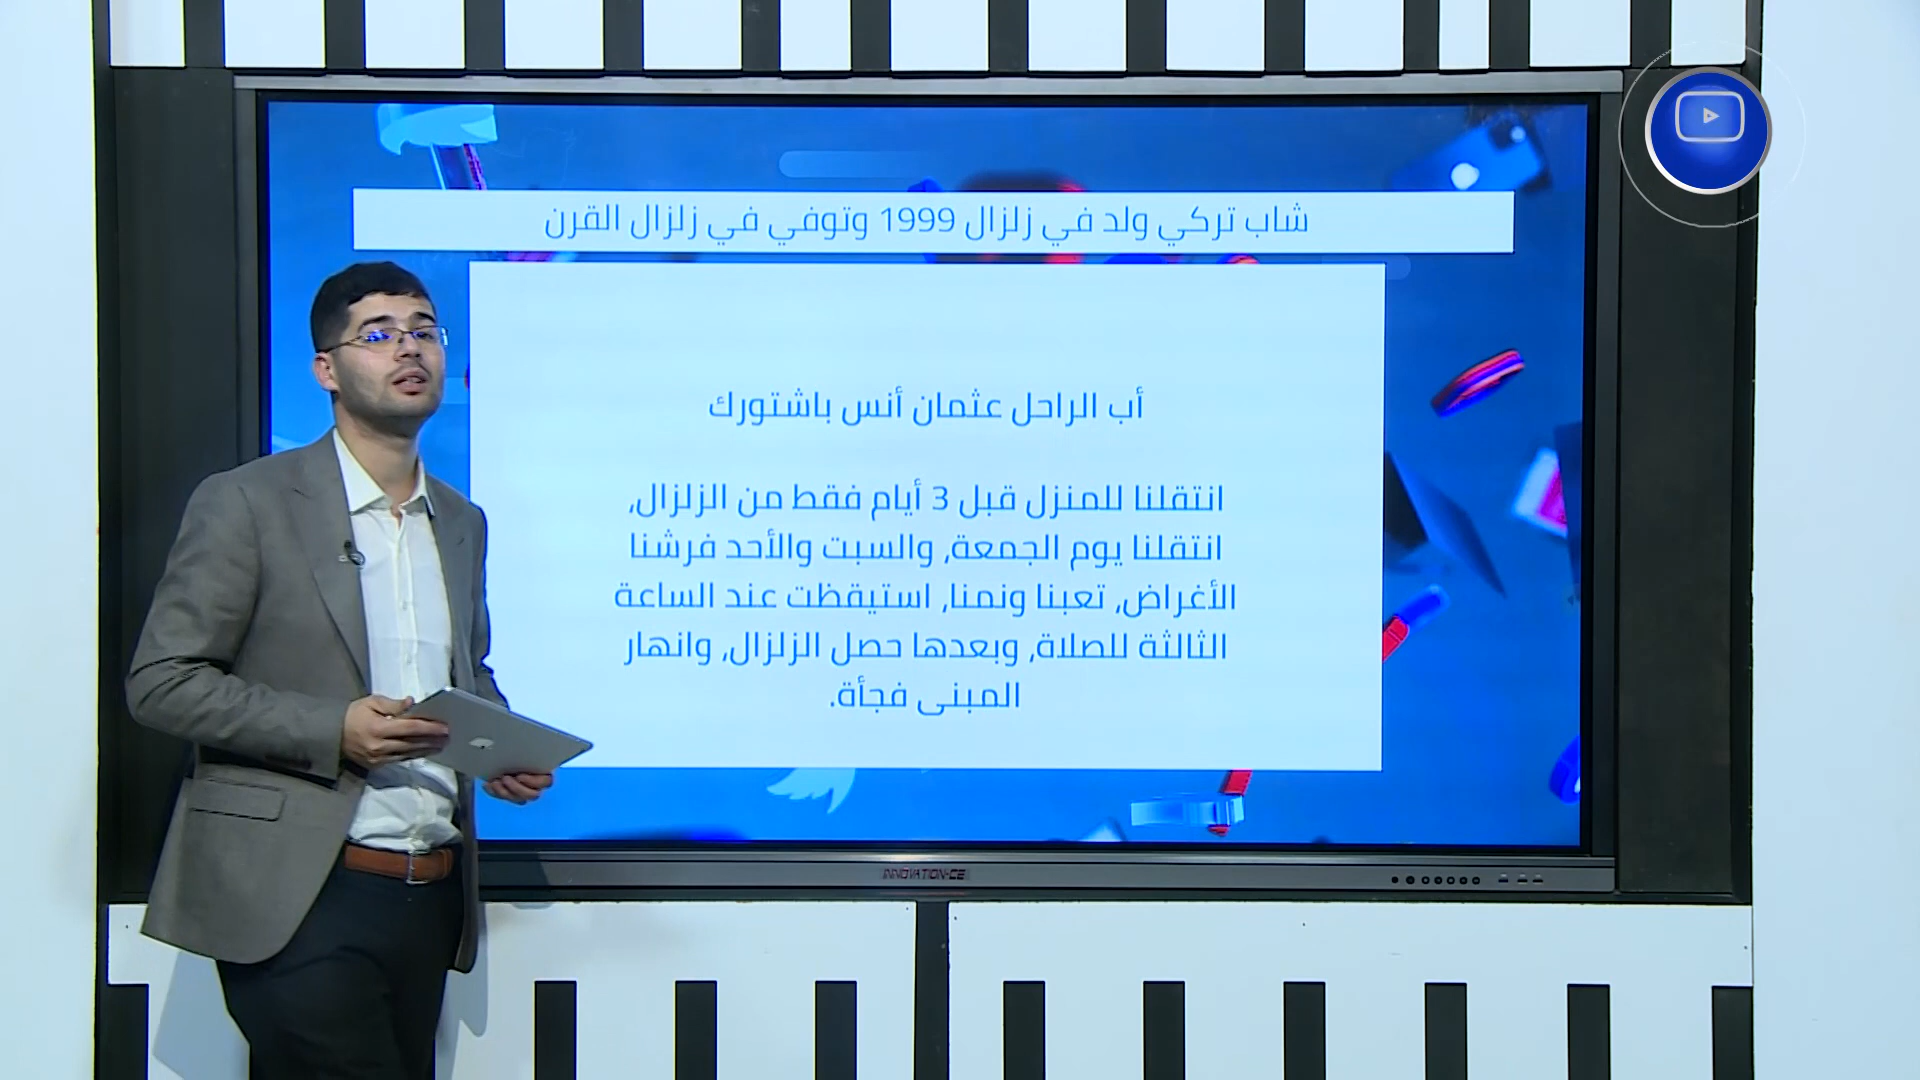 شاب تركي ولد في زلزال 1999 وتوفي في زلزال القرن
أب الراحل عثمان أنس باشتورك
انتقلنا للمنزل قبل 3 أيام فقط من الزلزال,
انتقلنا يوم الجمعة, والسبت والأحد فرشنا
الأغراض, تعبنا ونمنا, استيقظت عند الساعة
الثالثة للصلاة, وبعدها حصل الزلزال, وانهار
المبنى فجأة.
INNOVATION-CE